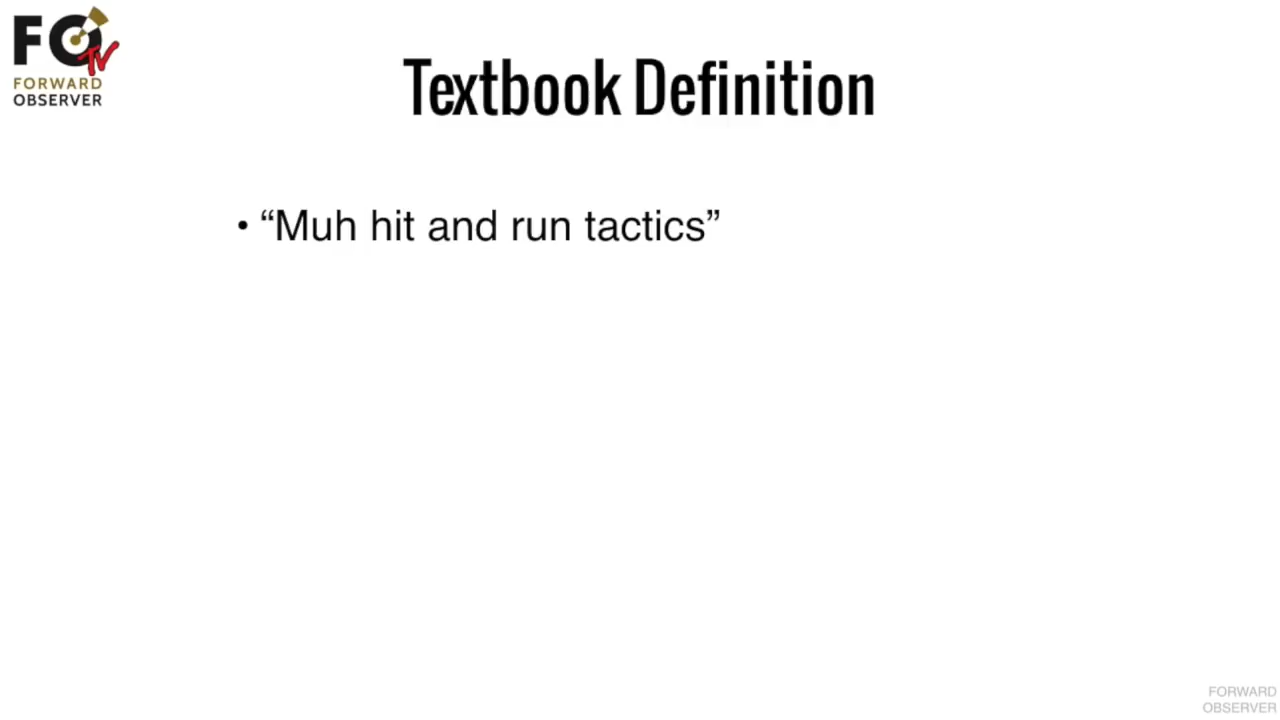 FO
TV
FORWARD
OBSERVER
Textbook Definition
• “Muh hit and run tactics”
FORWARD
OBSERVER